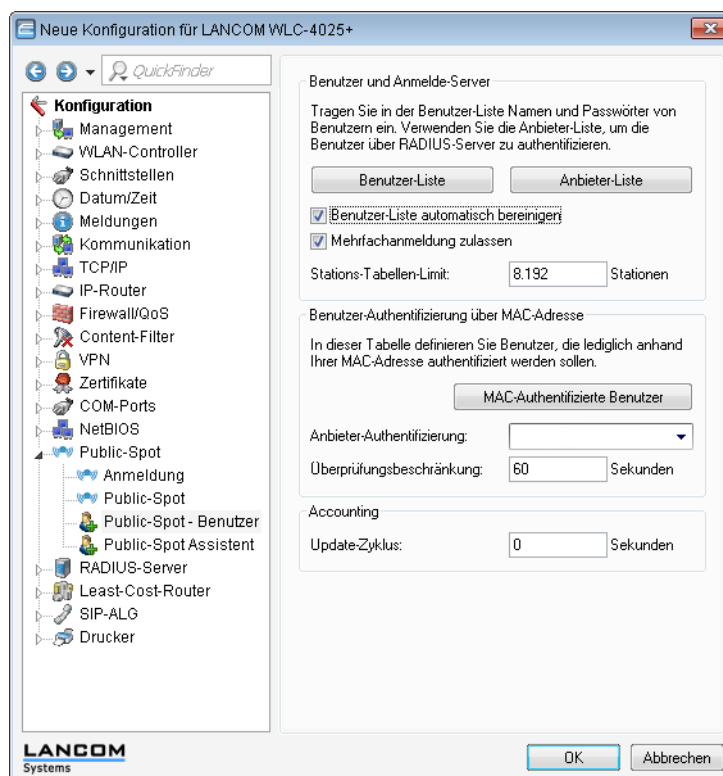 Neue Konfiguration für LANCOM WLC-4025+
QuickFinder
Konfiguration
Management
WLAN-Controller
Schnittstellen
Datum/Zeit
Meldungen
Kommunikation
TCP/IP
IP-Router
Firewall/QoS
Content-Filter
VPN
Zertifikate
COM-Ports
NetBIOS
Public-Spot
Anmeldung
Public-Spot
Public-Spot - Benutzer
Public-Spot Assistent
RADIUS-Server
Least-Cost-Router
SIP-ALG
Drucker
Benutzer und Anmelde-Server
Tragen Sie in der Benutzer-Liste Namen und Passwörter von
Benutzern ein. Verwenden Sie die Anbieter-Liste, um die
Benutzer über RADIUS-Server zu authentifizieren.
Benutzer-Liste Anbieter-Liste
Benutzer-Liste automatisch bereinigen
Mehrfachanmeldung zulassen
Stations-Tabellen-Limit: 8.192 Stationen
Benutzer-Authentifizierung über MAC-Adresse
In dieser Tabelle definieren Sie Benutzer, die lediglich anhand
Ihrer MAC-Adresse authentifiziert werden sollen.
MAC-Authentifizierte Benutzer
Anbieter-Authentifizierung:
Überprüfungsbeschränkung: 60 Sekunden
Accounting
Update-Zyklus: 0 Sekunden
LANCOM
Systems
OK Abbrechen